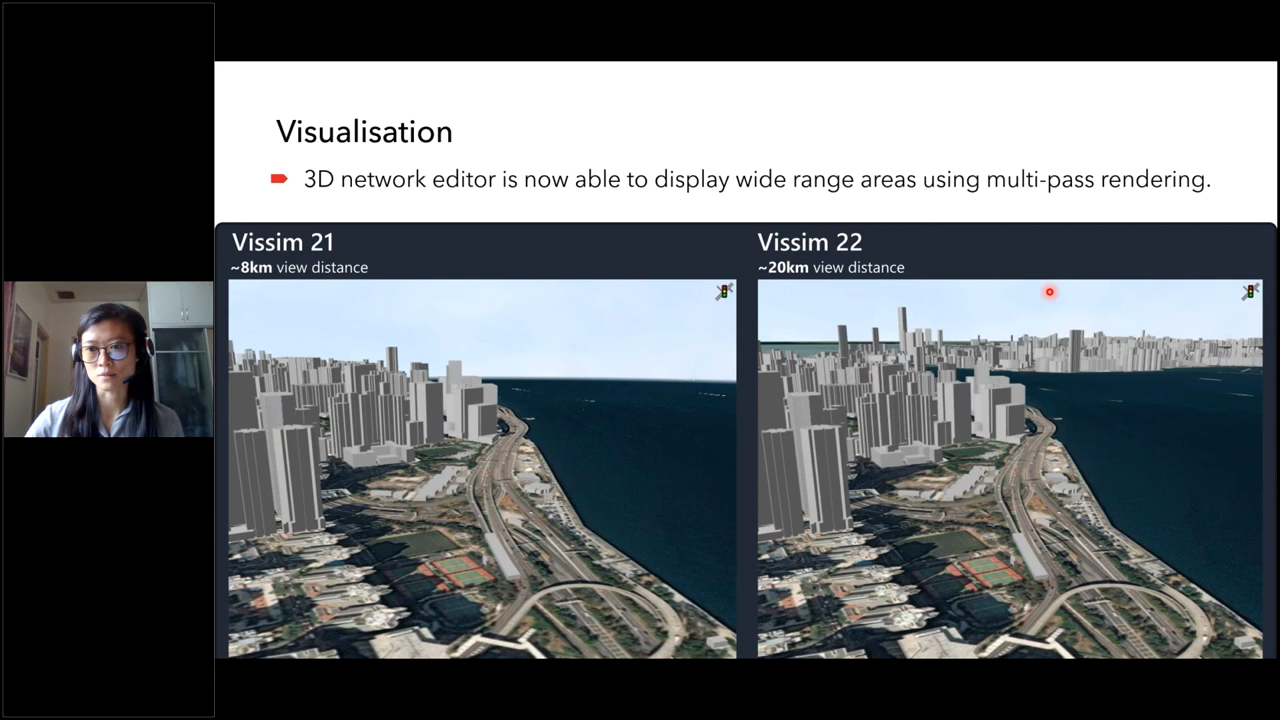 Visualisation
3D network editor is now able to display wide range areas using multi-pass rendering.
Vissim 21
~8km view distance
Vissim 22
~20km view distance